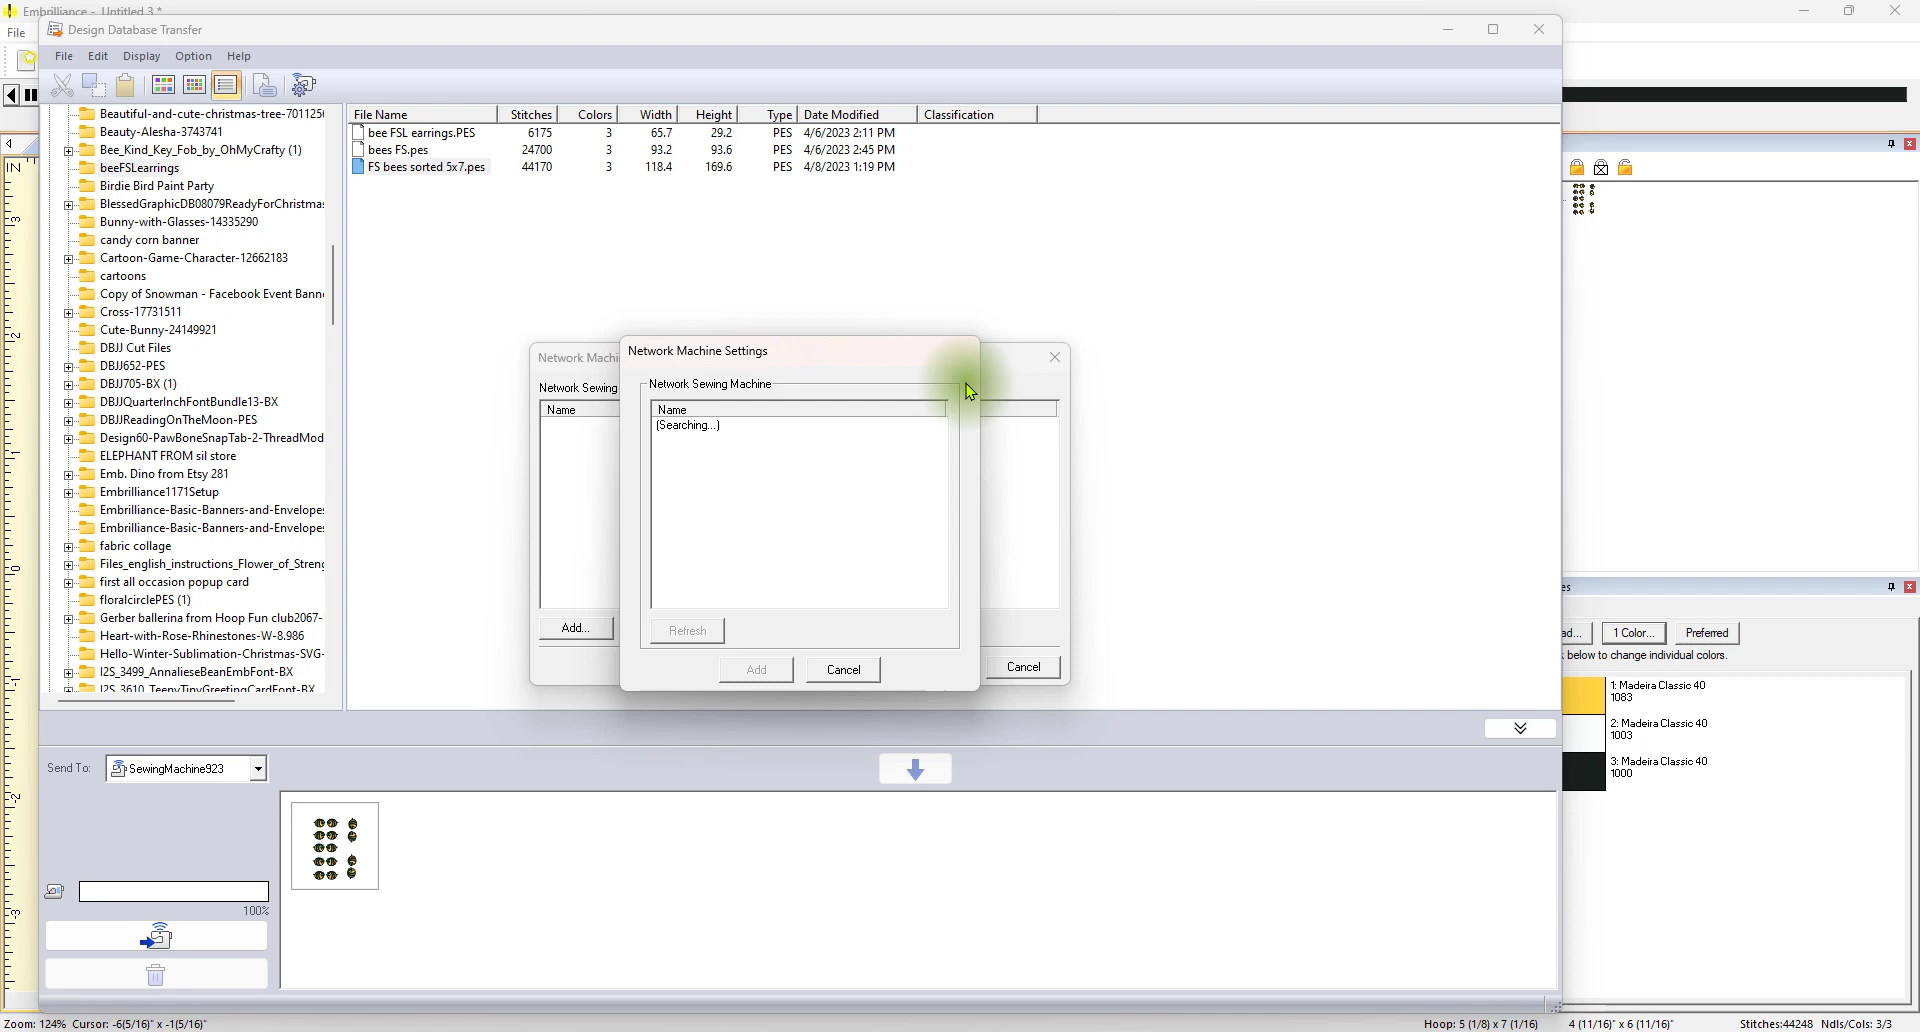 Embrilliance - Untitled 3 *
File
Design Database Transfer
File Edit Display Option Help
Beautiful-and-cute-christmas-tree-701125
Beauty-Alesha-3743741
Bee_Kind_Key_Fob_by_OhMyCrafty (1)
beeFSLearrings
Birdie Bird Paint Party
BlessedGraphicDB08079ReadyForChristma
Bunny-with-Glasses-14335290
candy corn banner
Cartoon-Game-Character-12662183
cartoons
Copy of Snowman - Facebook Event Bann
Cross-17731511
Cute-Bunny-24149921
DBJJ Cut Files
DBJJ652-PES
DBJJ705-BX (1)
DBJJQuarterInchFontBundle13-BX
DBJJReadingOnTheMoon-PES
Design60-PawBoneSnapTab-2-ThreadMod
ELEPHANT FROM sil store
Emb. Dino from Etsy 281
Embrilliance1171Setup
Embrilliance-Basic-Banners-and-Envelope
Embrilliance-Basic-Banners-and-Envelope
fabric collage
Files_english_instructions_Flower_of_Stren
first all occasion popup card
floralcirclePES (1)
Gerber ballerina from Hoop Fun club2067-
Heart-with-Rose-Rhinestones-W-8.986
Hello-Winter-Sublimation-Christmas-SVG-
I2S_3499_AnnalieseBeanEmbFont-BX
I2S_3610_TeenyTinyGreetingCardFont-BX
File Name Stitches Colors Width Height Type Date Modified Classification
bee FSL earrings.PES 6175 3 65.7 29.2 PES 4/6/2023 2:11 PM
bees FS.pes 24700 3 93.2 93.6 PES 4/6/2023 2:45 PM
FS bees sorted 5x7.pes 44170 3 118.4 169.6 PES 4/8/2023 1:19 PM
Network Machi
Network Sewing
Name
Add...
Cancel
Network Machine Settings
Network Sewing Machine
Name
(Searching...)
Refresh
Add Cancel
Send To: SewingMachine923
100%
es
ad... 1 Color... Preferred
k below to change individual colors.
1: Madeira Classic 40
1083
2: Madeira Classic 40
1003
3: Madeira Classic 40
1000
IN
3
2
1
0
-1
-2
-3
Zoom: 124% Cursor: -6(5/16)" x -1(5/16)"
Hoop: 5 (1/8) x 7 (1/16) 4 (11/16)" x 6 (11/16)" Stitches:44248 Ndls/Cols: 3/3